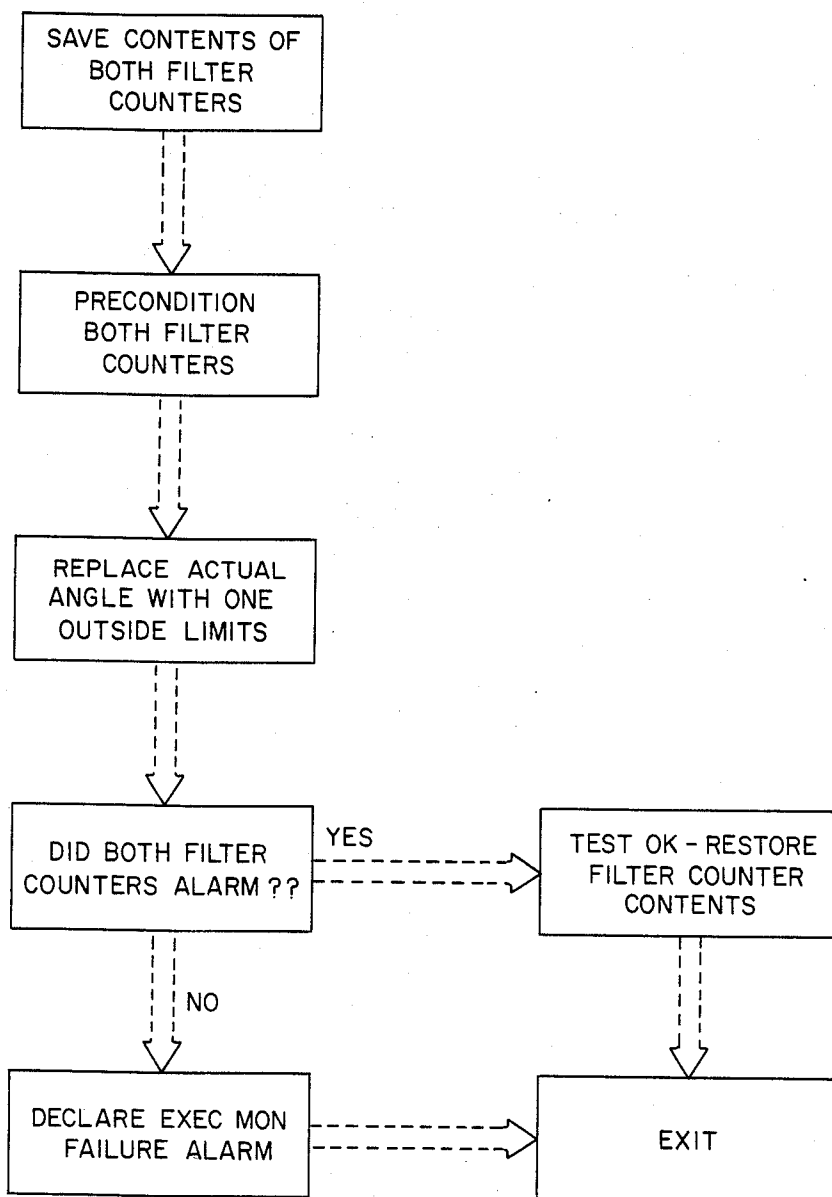 SAVE CONTENTS OF
BOTH FILTER
COUNTERS
PRECONDITION
BOTH FILTER
COUNTERS
REPLACE ACTUAL
ANGLE WITH ONE
OUTSIDE LIMITS
DID BOTH FILTER
COUNTERS ALARM ??
YES
TEST OK - RESTORE
FILTER COUNTER
CONTENTS
NO
DECLARE EXEC MON
FAILURE ALARM
EXIT